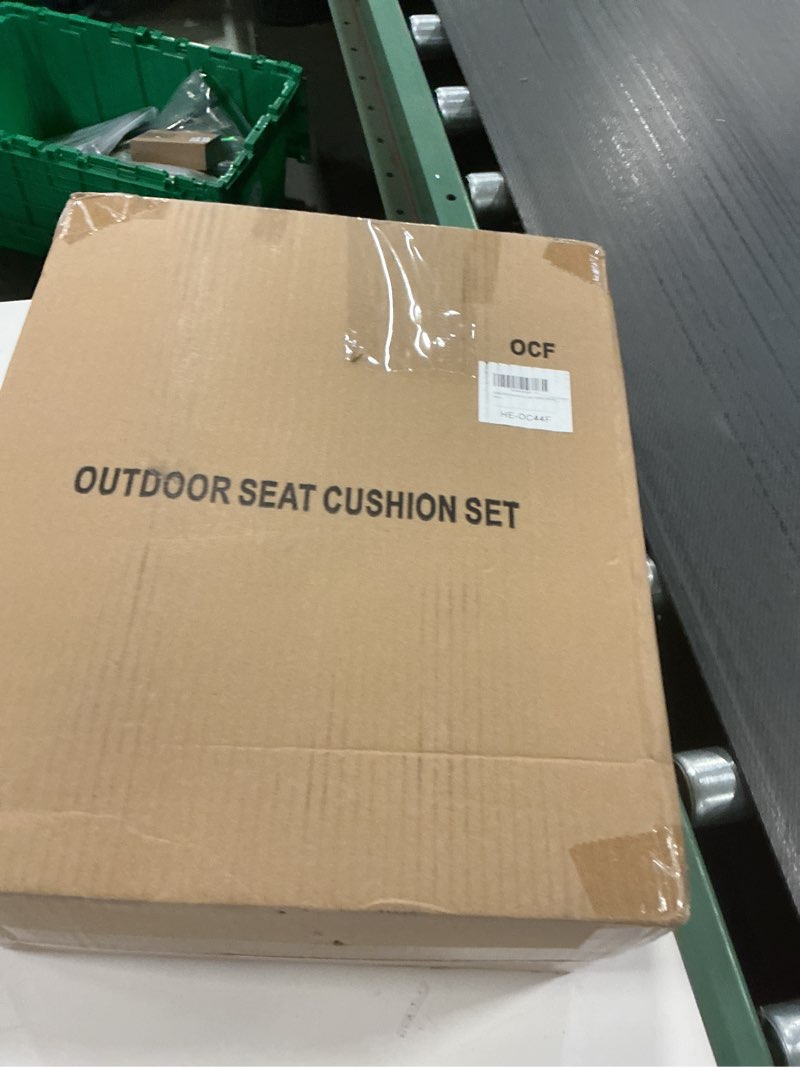 OCF
HE-OC44F
OUTDOOR SEAT CUSHION SET